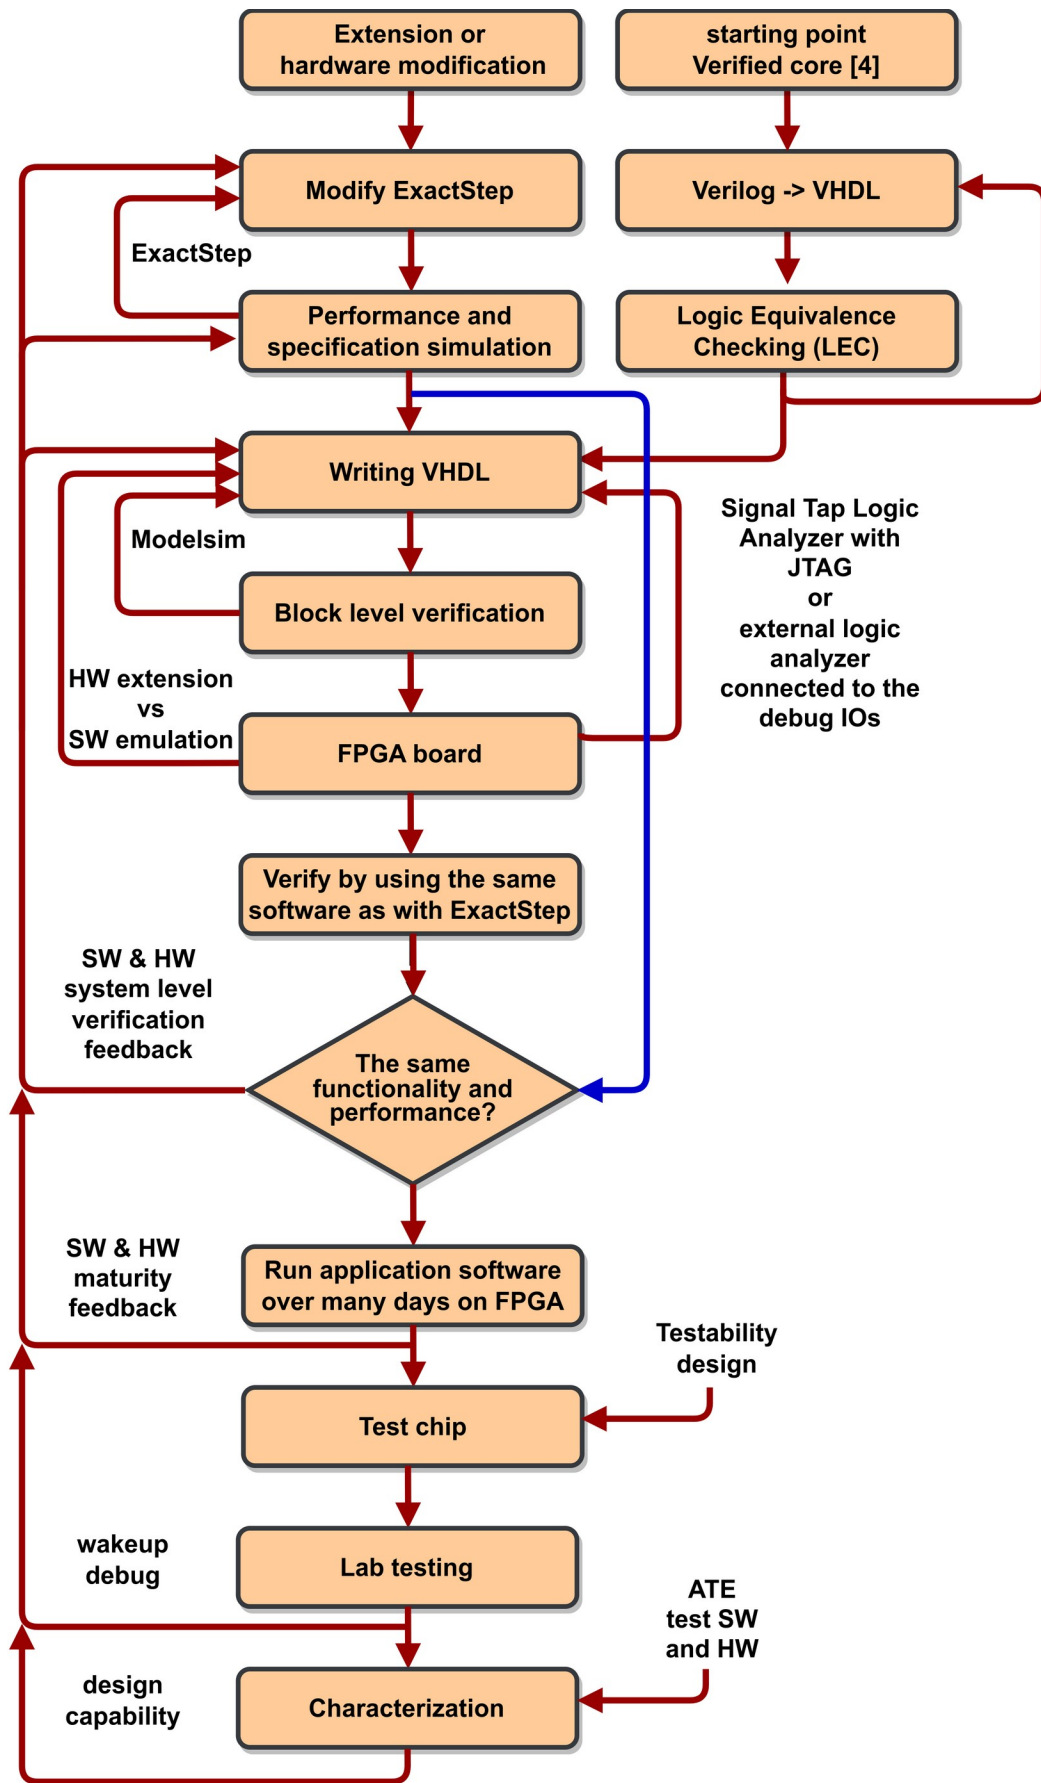 Extension or
hardware modification
starting point
Verified core [4]
Modify ExactStep
Verilog -> VHDL
ExactStep
Performance and
specification simulation
Logic Equivalence
Checking (LEC)
Writing VHDL
Modelsim
Signal Tap Logic
Analyzer with
JTAG
or
external logic
analyzer
connected to the
debug IOs
Block level verification
HW extension
vs
SW emulation
FPGA board
Verify by using the same
software as with ExactStep
SW & HW
system level
verification
feedback
The same
functionality and
performance?
SW & HW
maturity
feedback
Run application software
over many days on FPGA
Testability
design
Test chip
wakeup
debug
Lab testing
ATE
test SW
and HW
design
capability
Characterization